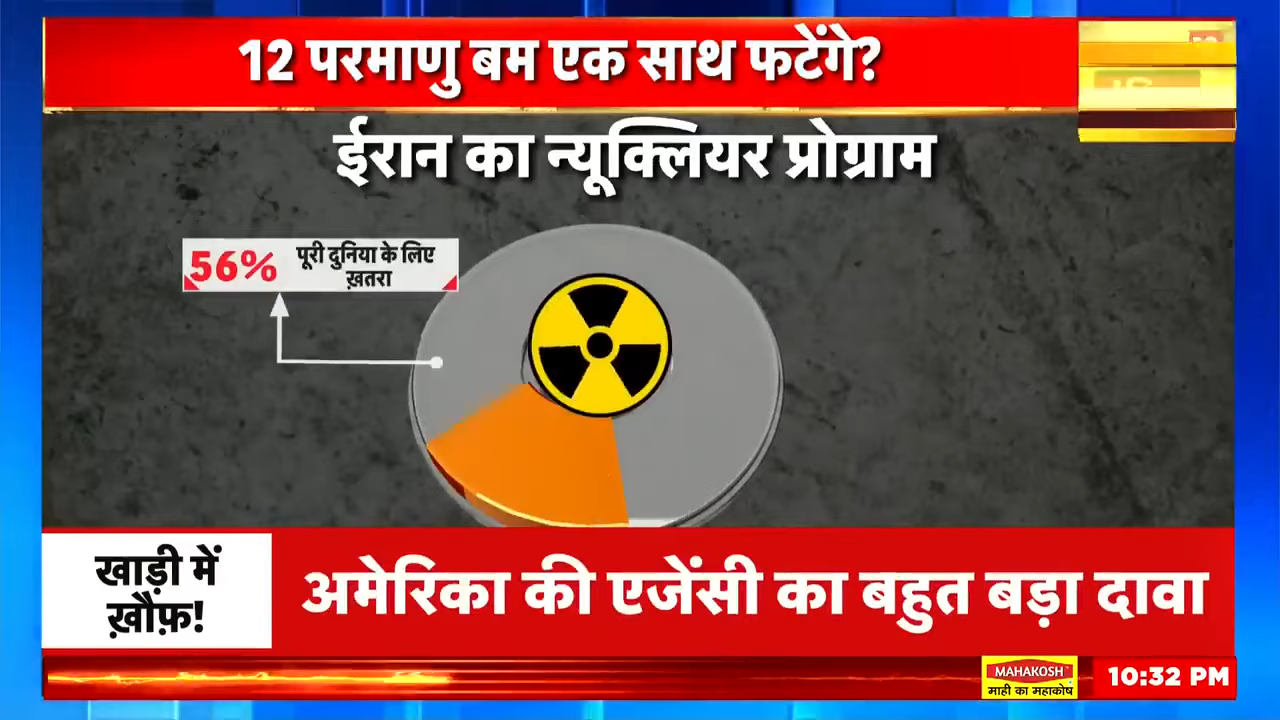 12 परमाणु बम एक साथ फटेंगे?
ईरान का न्यूक्लियर प्रोग्राम
56%
पूरी दुनिया के लिए
ख़तरा
खाड़ी में
ख़ौफ़!
अमेरिका की एजेंसी का बहुत बड़ा दावा
MAHAKOSH
माही का महाकोष
10:32 PM